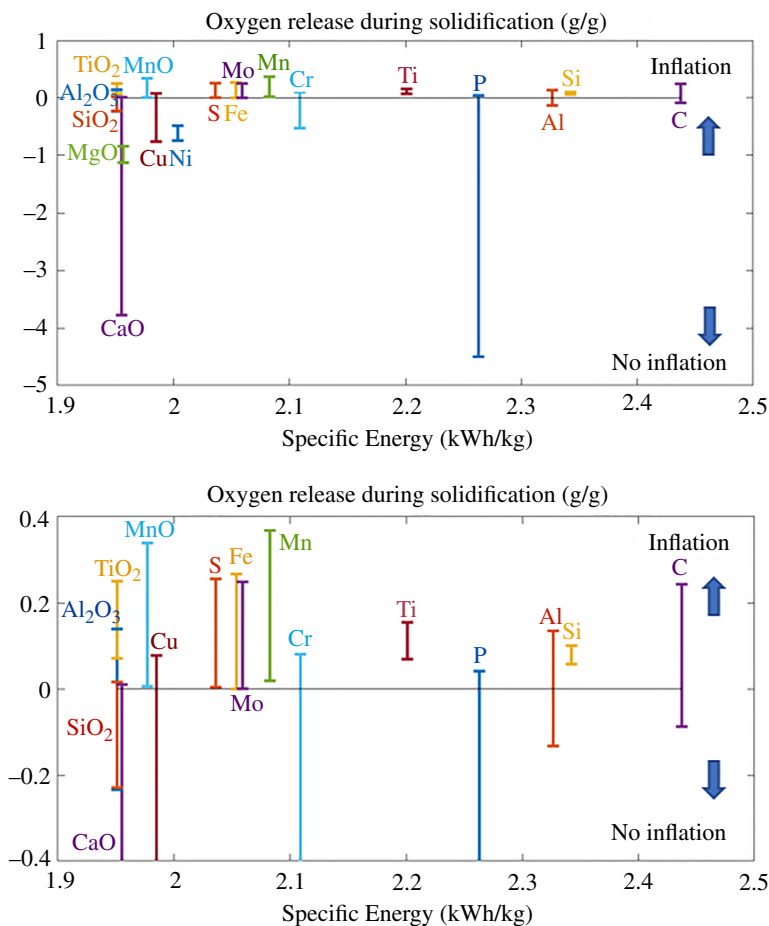 Oxygen release during solidification (g/g)
1
TiO2 MnO Mo Mn Cr Ti P Si Inflation
0
Al2O3
SiO2 S Fe Al C
–1
MgO Cu Ni
–2
–3
–4
CaO
No inflation
–5
1.9 2 2.1 2.2 2.3 2.4 2.5
Specific Energy (kWh/kg)
Oxygen release during solidification (g/g)
0.4
MnO
S Fe Mn Inflation
TiO2 C
0.2
Al2O3 Cu Cr Ti P Al Si
0
Mo
SiO2
–0.2
CaO No inflation
–0.4
1.9 2 2.1 2.2 2.3 2.4 2.5
Specific Energy (kWh/kg)